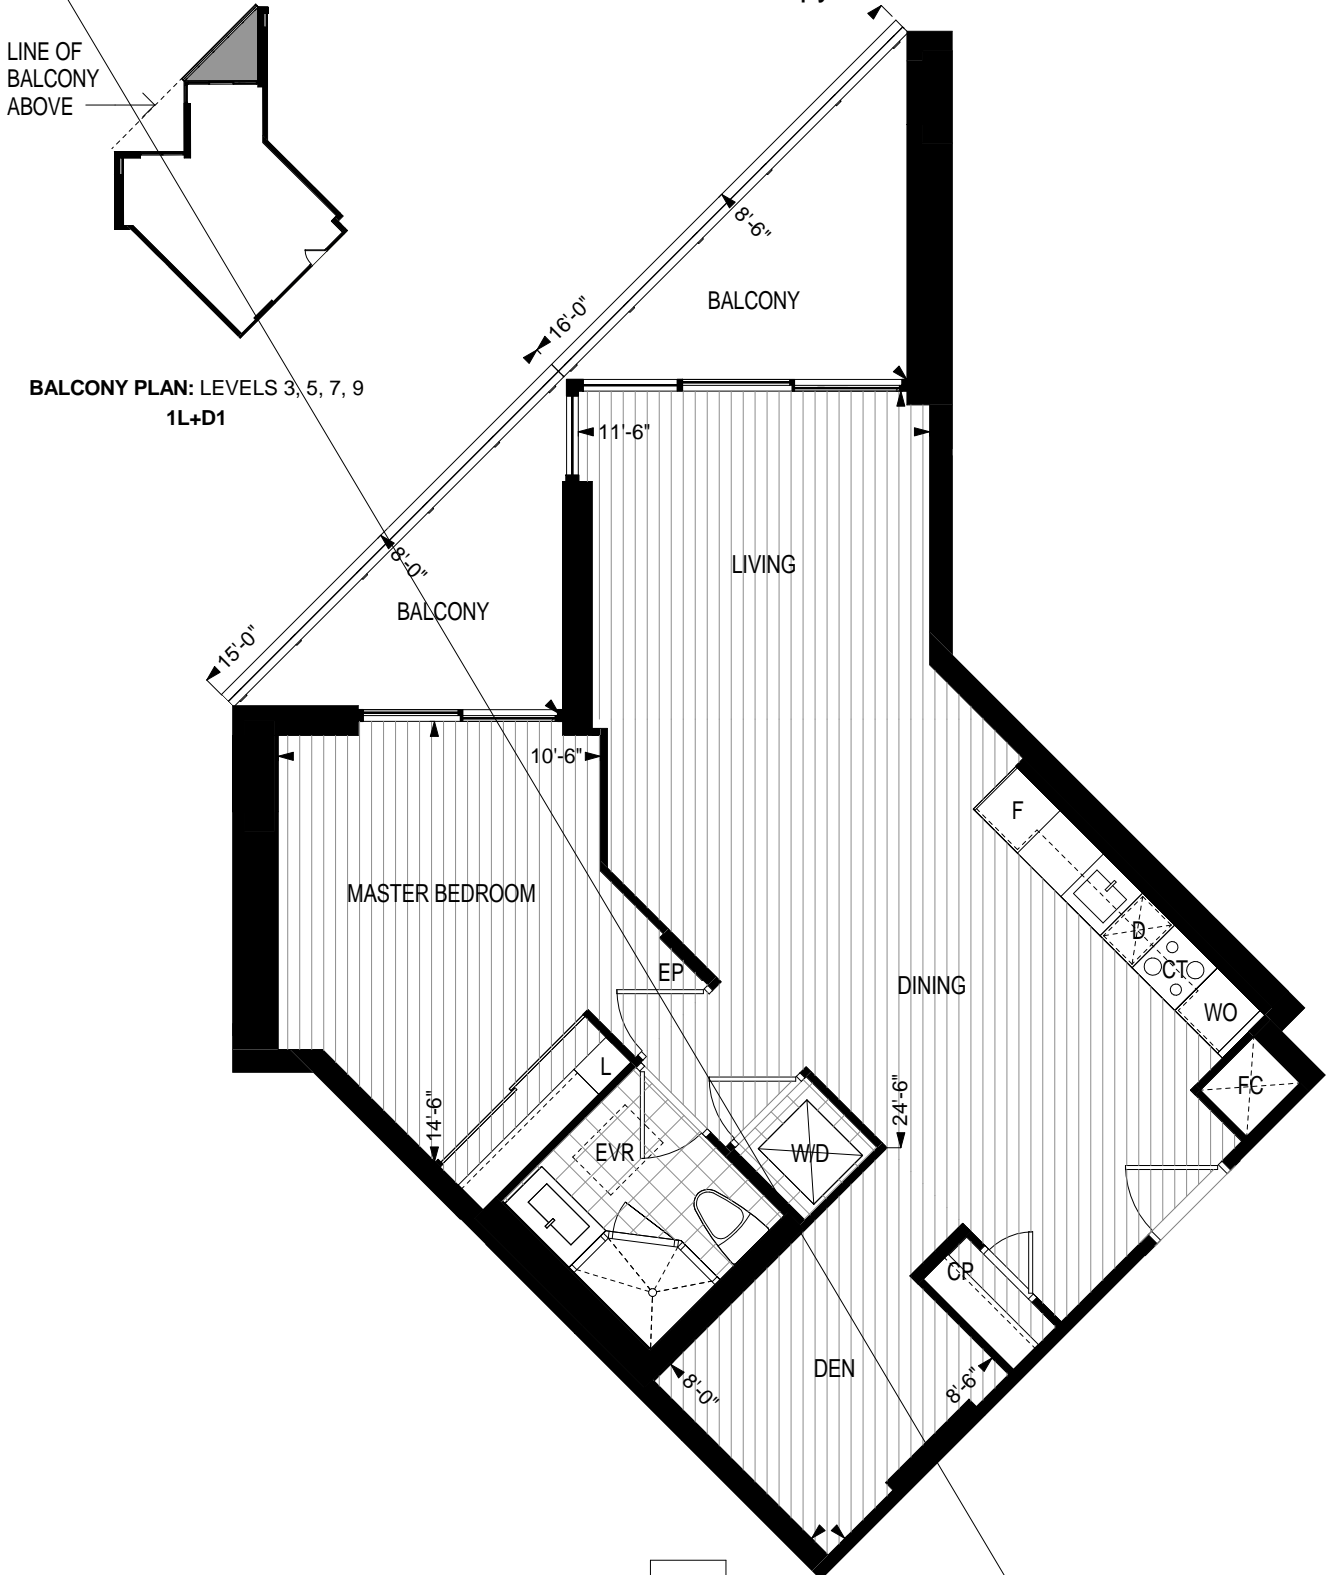 LINE OF
BALCONY
ABOVE
BALCONY PLAN: LEVELS 3, 5, 7, 9
1L+D1
8'-6"
BALCONY
16'-0"
11'-6"
LIVING
8'-0"
BALCONY
15'-0"
10'-6"
F
MASTER BEDROOM
D
EP
CT
DINING
WO
L
FC
14'-6"
24'-6"
EVR
W/D
CP
DEN
8'-0"
8'-6"